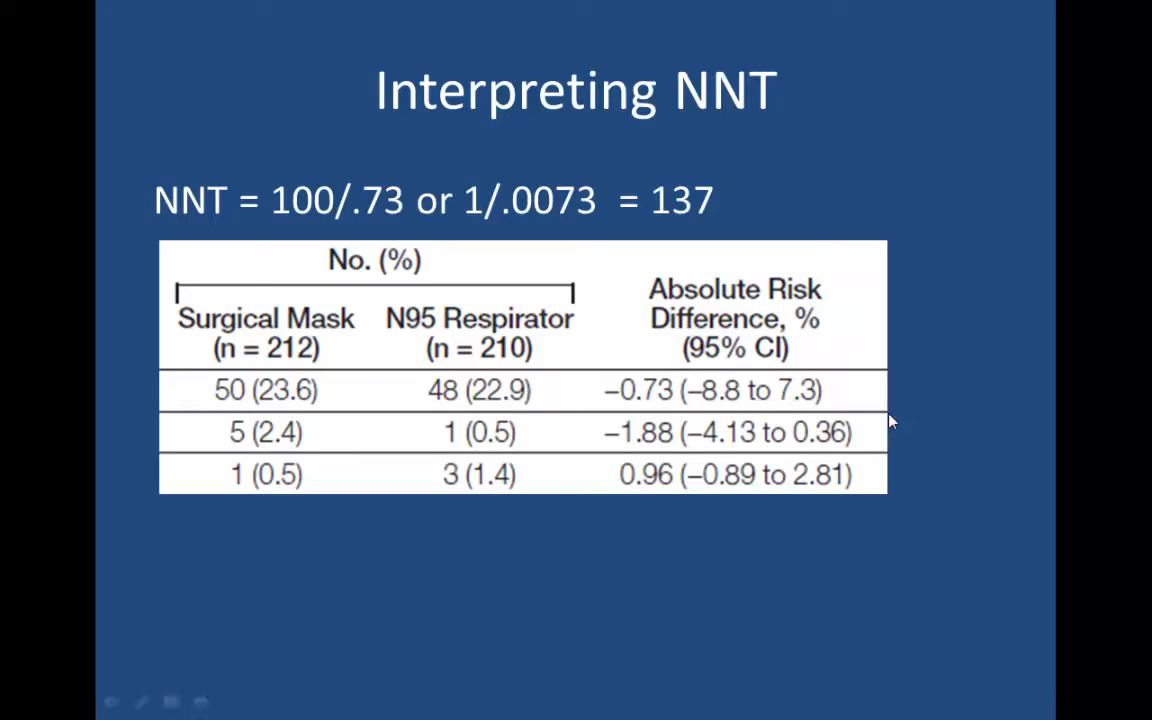 Interpreting NNT
NNT = 100/.73 or 1/.0073 = 137
No. (%)
Surgical Mask (n = 212)
N95 Respirator (n = 210)
Absolute Risk Difference, % (95% CI)
50 (23.6) 48 (22.9) −0.73 (−8.8 to 7.3)
5 (2.4) 1 (0.5) −1.88 (−4.13 to 0.36)
1 (0.5) 3 (1.4) 0.96 (−0.89 to 2.81)